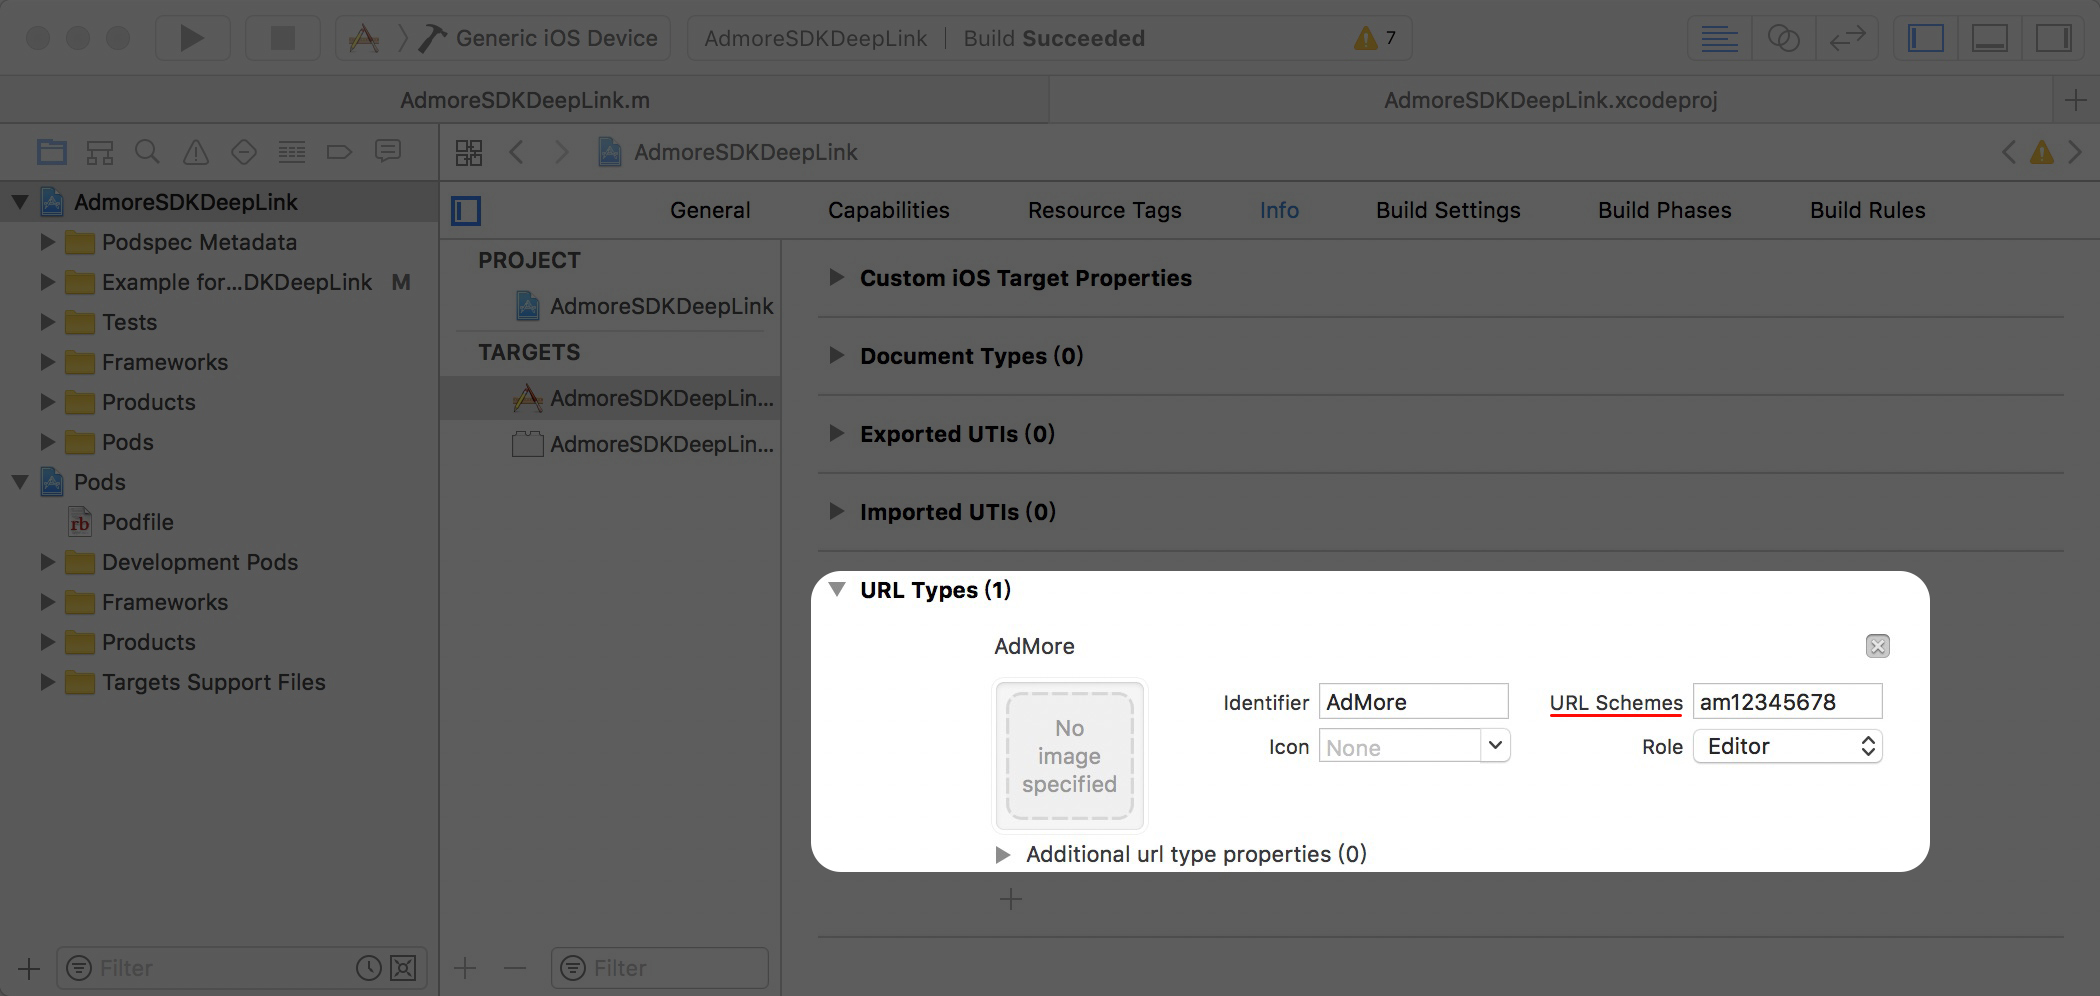 Generic iOS Device
AdmoreSDKDeepLink | Build Succeeded
7
AdmoreSDKDeepLink.m
AdmoreSDKDeepLink.xcodeproj
AdmoreSDKDeepLink
AdmoreSDKDeepLink
Podspec Metadata
Example for...DKDeepLink M
Tests
Frameworks
Products
Pods
Pods
rb Podfile
Development Pods
Frameworks
Products
Targets Support Files
Filter
General Capabilities Resource Tags Info Build Settings Build Phases Build Rules
PROJECT
AdmoreSDKDeepLink
TARGETS
AdmoreSDKDeepLin...
AdmoreSDKDeepLin...
Filter
Custom iOS Target Properties
Document Types (0)
Exported UTIs (0)
Imported UTIs (0)
URL Types (1)
AdMore
No
image
specified
Identifier AdMore
URL Schemes am12345678
Icon None
Role Editor
Additional url type properties (0)